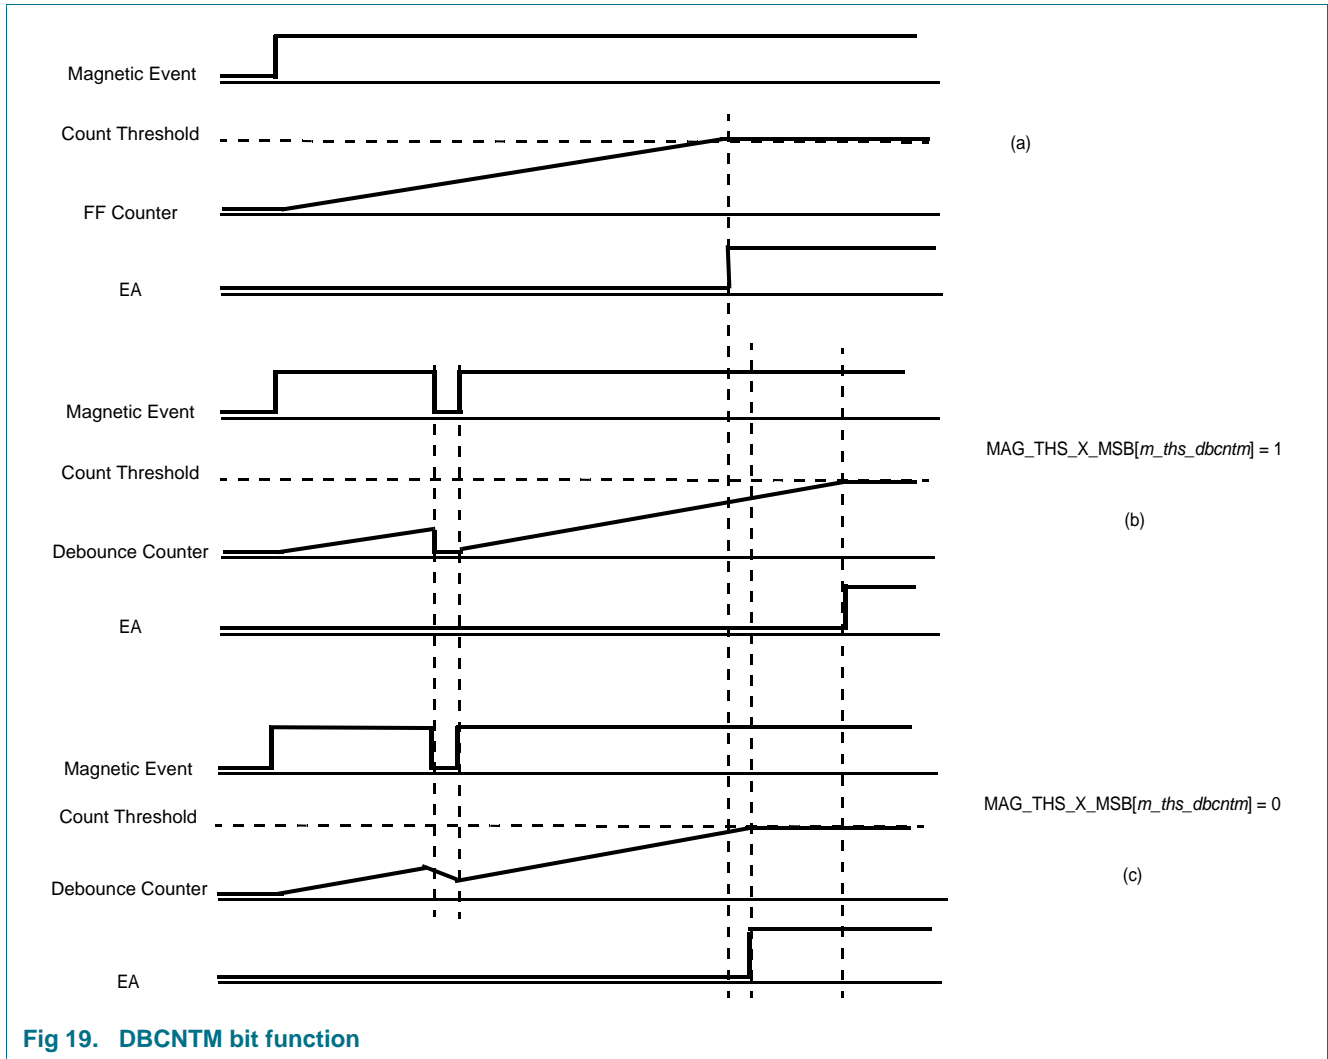 Magnetic Event
Count Threshold
(a)
FF Counter
EA
Magnetic Event
MAG_THS_X_MSB[m_ths_dbcntm] = 1
Count Threshold
(b)
Debounce Counter
EA
Magnetic Event
MAG_THS_X_MSB[m_ths_dbcntm] = 0
Count Threshold
(c)
Debounce Counter
EA
Fig 19. DBCNTM bit function